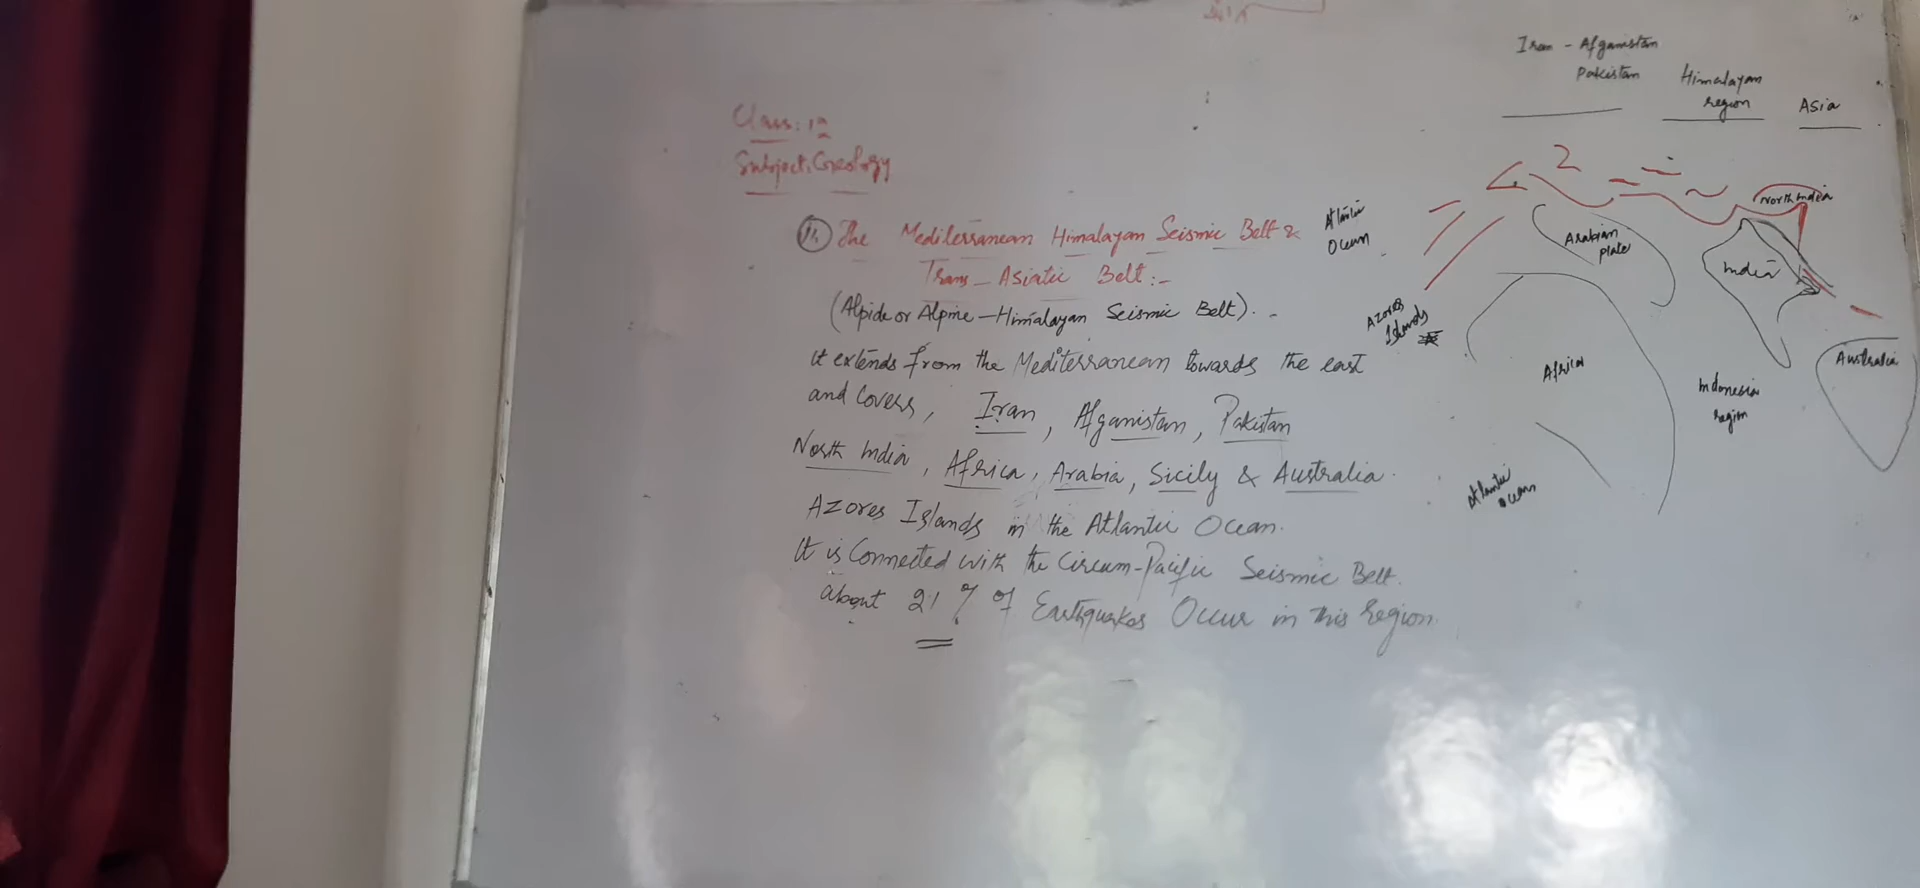 Class: 12
Subject: Geology
II. The Mediterranean Himalayan Seismic Belt &
Trans-Asiatic Belt:-
(Alpide or Alpine-Himalayan Seismic Belt).
It extends from the Mediterranean towards the east
and Covers, Iran, Afganistan, Pakistan
North India, Africa, Arabia, Sicily & Australia.
Azores Islands in the Atlantic Ocean.
It is Connected with the Circum-Pacific Seismic Belt.
about 21 % of Earthquakes Occur in this region.
Iran - Afganistan
Pakistan
Himalayan
region
Asia
2
North India
Atlantic
Ocean
Arabian
plate
India
Azores
Islands
Africa
Indonesia
region
Australia
Atlantic
Ocean